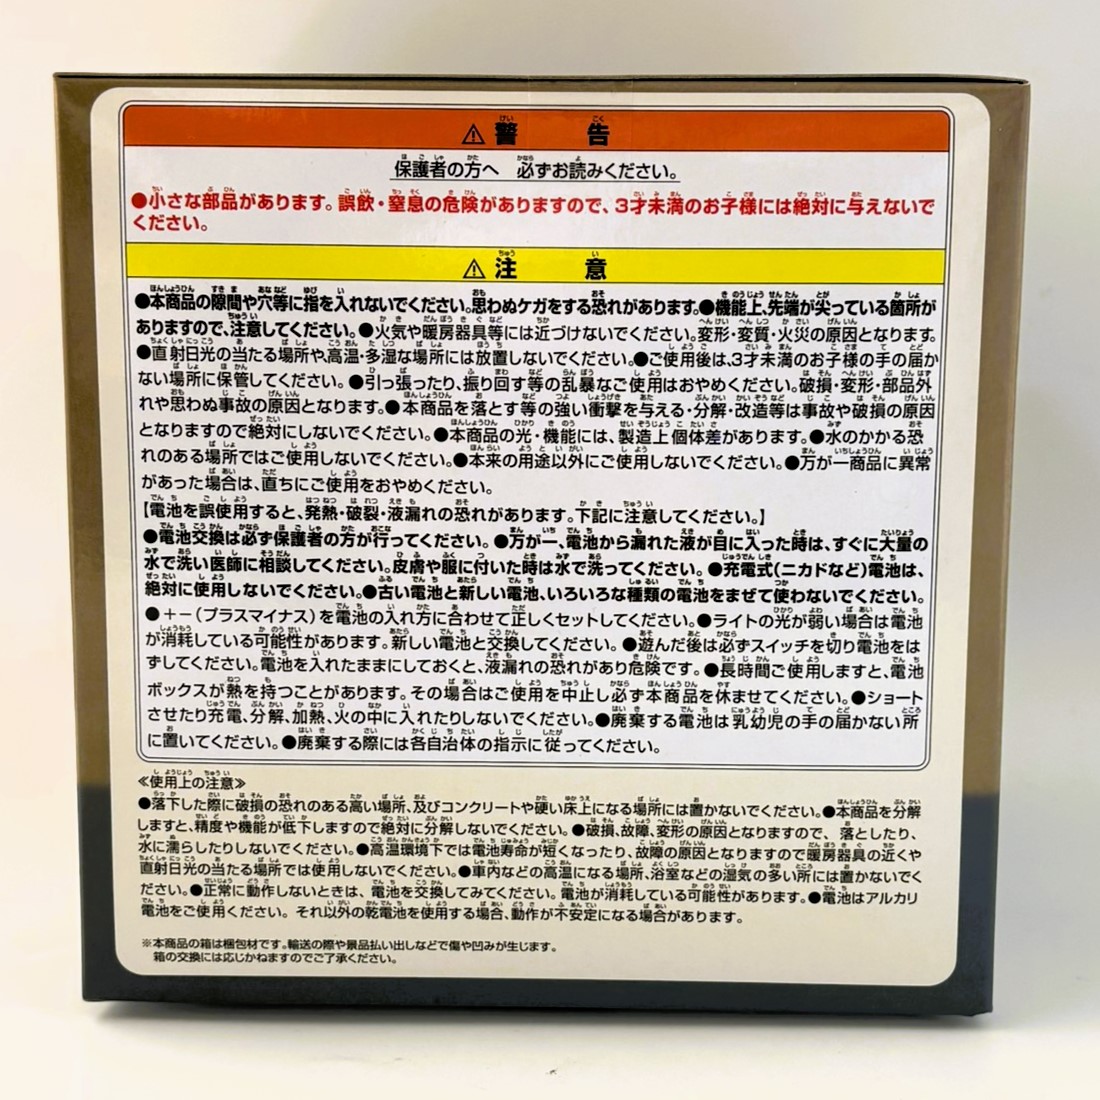 ⚠警告
保護者の方へ 必ずお読みください。
●小さな部品があります。誤飲・窒息の危険がありますので、3才未満のお子様には絶対に与えないで
ください。
⚠注意
●本商品の隙間や穴等に指を入れないでください。思わぬケガをする恐れがあります。●機能上、先端が尖っている箇所が
ありますので、注意してください。●火気や暖房器具等には近づけないでください。変形・変質・火災の原因となります。
●直射日光の当たる場所や、高温・多湿な場所には放置しないでください。●ご使用後は、3才未満のお子様の手の届か
ない場所に保管してください。●引っ張ったり、振り回す等の乱暴なご使用はおやめください。破損・変形・部品外
れや思わぬ事故の原因となります。●本商品を落とす等の強い衝撃を与える・分解・改造等は事故や破損の原因
となりますので絶対にしないでください。●本商品の光・機能には、製造上個体差があります。●水のかかる恐
れのある場所ではご使用しないでください。●本来の用途以外にご使用しないでください。●万が一商品に異常
があった場合は、直ちにご使用をおやめください。
【電池を誤使用すると、発熱・破裂・液漏れの恐れがあります。下記に注意してください。】
●電池交換は必ず保護者の方が行ってください。●万が一、電池から漏れた液が目に入った時は、すぐに大量の
水で洗い医師に相談してください。皮膚や服に付いた時は水で洗ってください。●充電式(ニカドなど)電池は、
絶対に使用しないでください。●古い電池と新しい電池、いろいろな種類の電池をまぜて使わないでください。
●＋－(プラスマイナス)を電池の入れ方に合わせて正しくセットしてください。●ライトの光が弱い場合は電池
が消耗している可能性があります。新しい電池と交換してください。●遊んだ後は必ずスイッチを切り電池をは
ずしてください。電池を入れたままにしておくと、液漏れの恐れがあり危険です。●長時間ご使用しますと、電池
ボックスが熱を持つことがあります。その場合はご使用を中止し必ず本商品を休ませてください。●ショート
させたり充電、分解、加熱、火の中に入れたりしないでください。●廃棄する電池は乳幼児の手の届かない所
に置いてください。●廃棄する際には各自治体の指示に従ってください。
≪使用上の注意≫
●落下した際に破損の恐れのある高い場所、及びコンクリートや硬い床上になる場所には置かないでください。●本商品を分解
しますと、精度や機能が低下しますので絶対に分解しないでください。●破損、故障、変形の原因となりますので、落としたり、
水に濡らしたりしないでください。●高温環境下では電池寿命が短くなったり、故障の原因となりますので暖房器具の近くや
直射日光の当たる場所では使用しないでください。●車内などの高温になる場所、浴室などの湿気の多い所には置かないでく
ださい。●正常に動作しないときは、電池を交換してみてください。電池が消耗している可能性があります。●電池はアルカリ
電池をご使用ください。それ以外の乾電池を使用する場合、動作が不安定になる場合があります。
※本商品の箱は梱包材です。輸送の際や景品払い出しなどで傷や凹みが生じます。
箱の交換には応じかねますのでご了承ください。